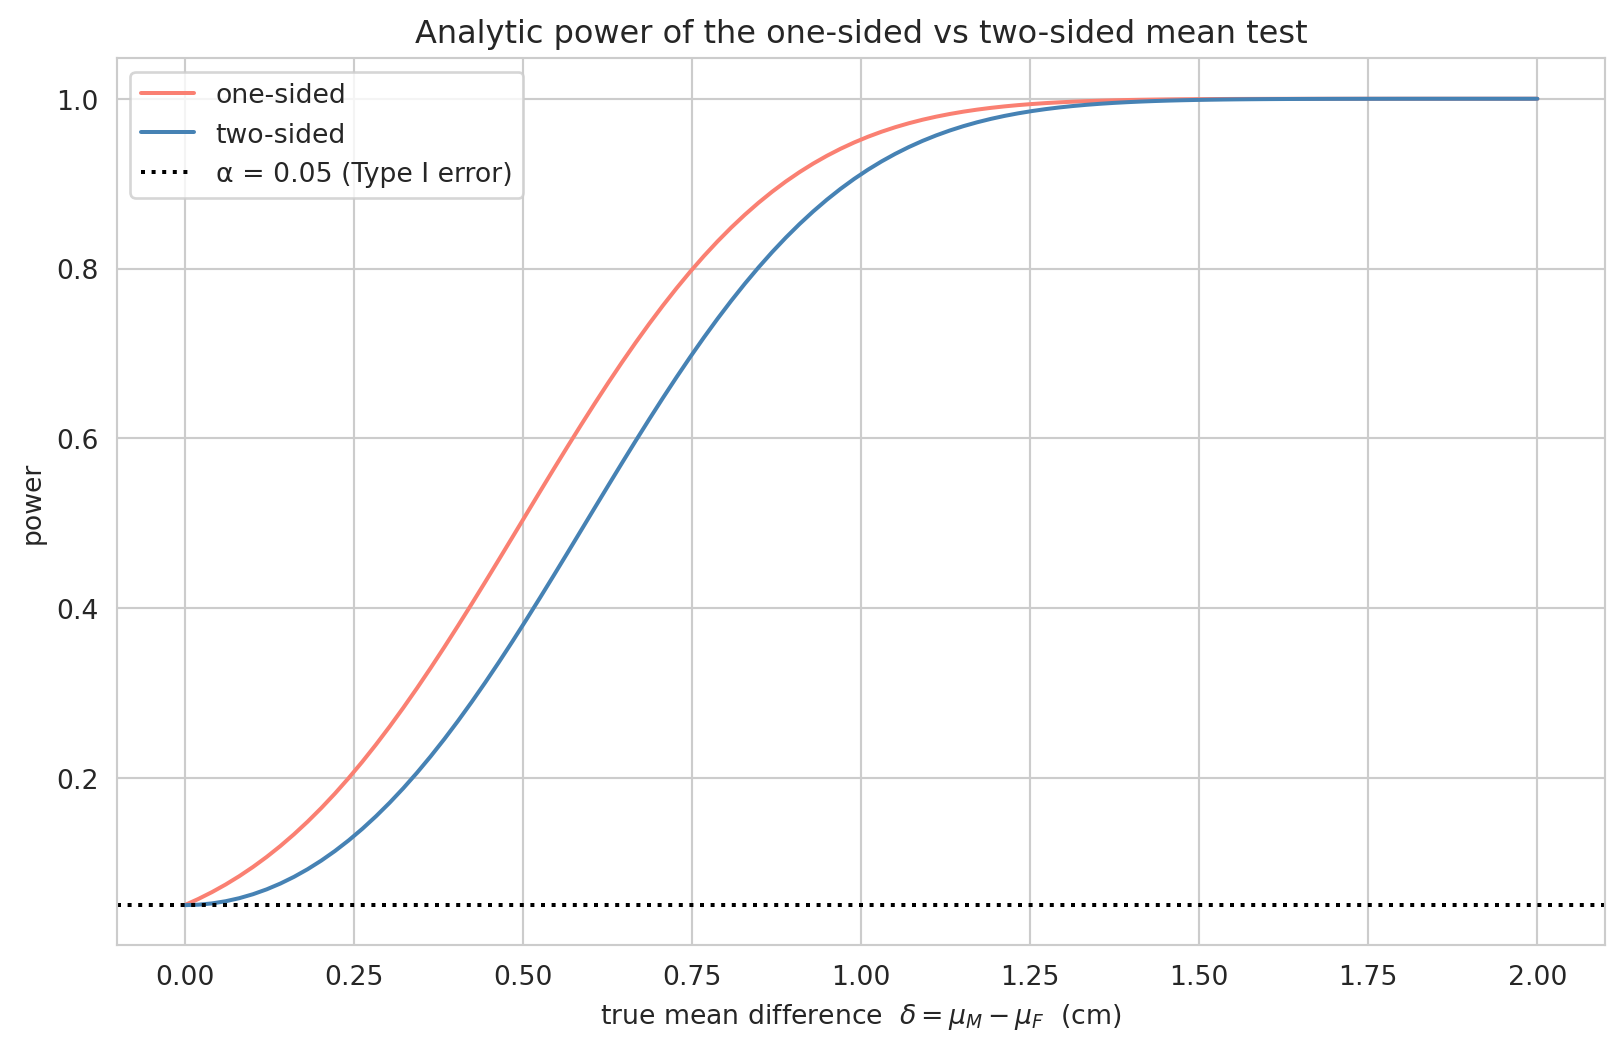 Analytic power of the one-sided vs two-sided mean test
one-sided
two-sided
α = 0.05 (Type I error)
1.0
0.8
0.6
0.4
0.2
power
0.00 0.25 0.50 0.75 1.00 1.25 1.50 1.75 2.00
true mean difference δ = μ_M − μ_F (cm)